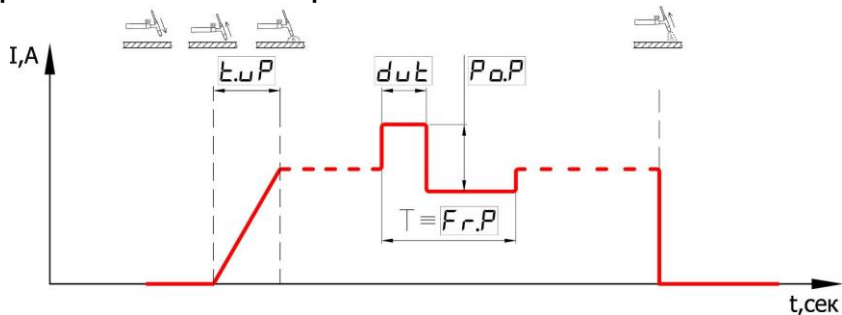 I,A
t.uP
dut
Po.P
T ≡ Fr.P
t,сек